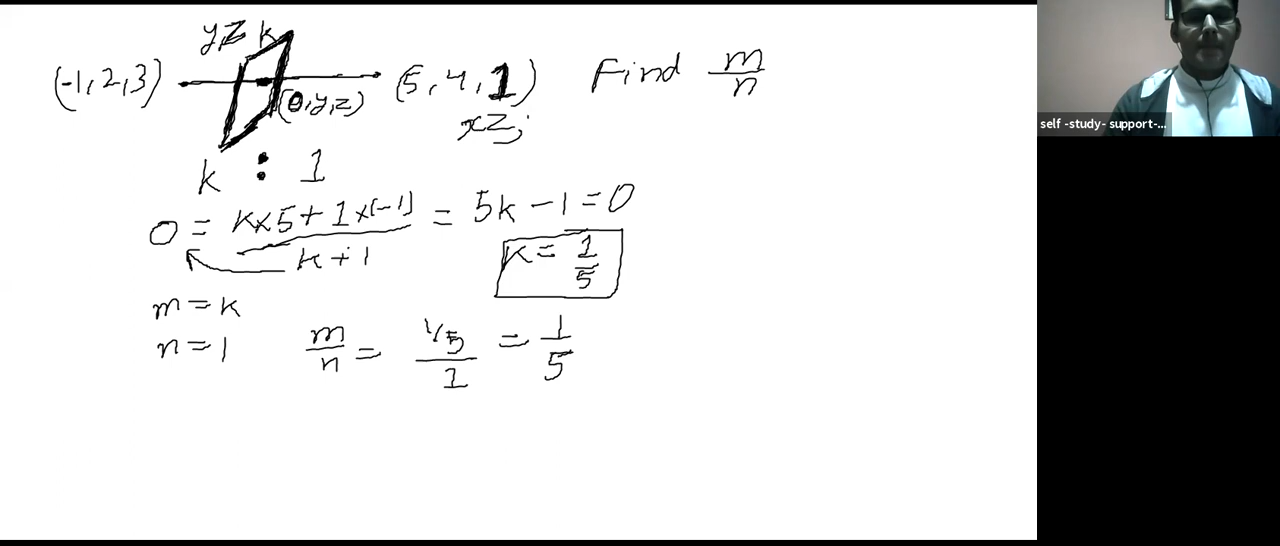 y,z k
(-1,2,3) (0,y,z) (5,4,1) Find m/n
xz,
k : 1
0 = k×5+1×(-1) / k+1 = 5k-1=0
k = 1/5
m=k
n=1 m/n = 1/5 / 1 = 1/5
self -study- support-...